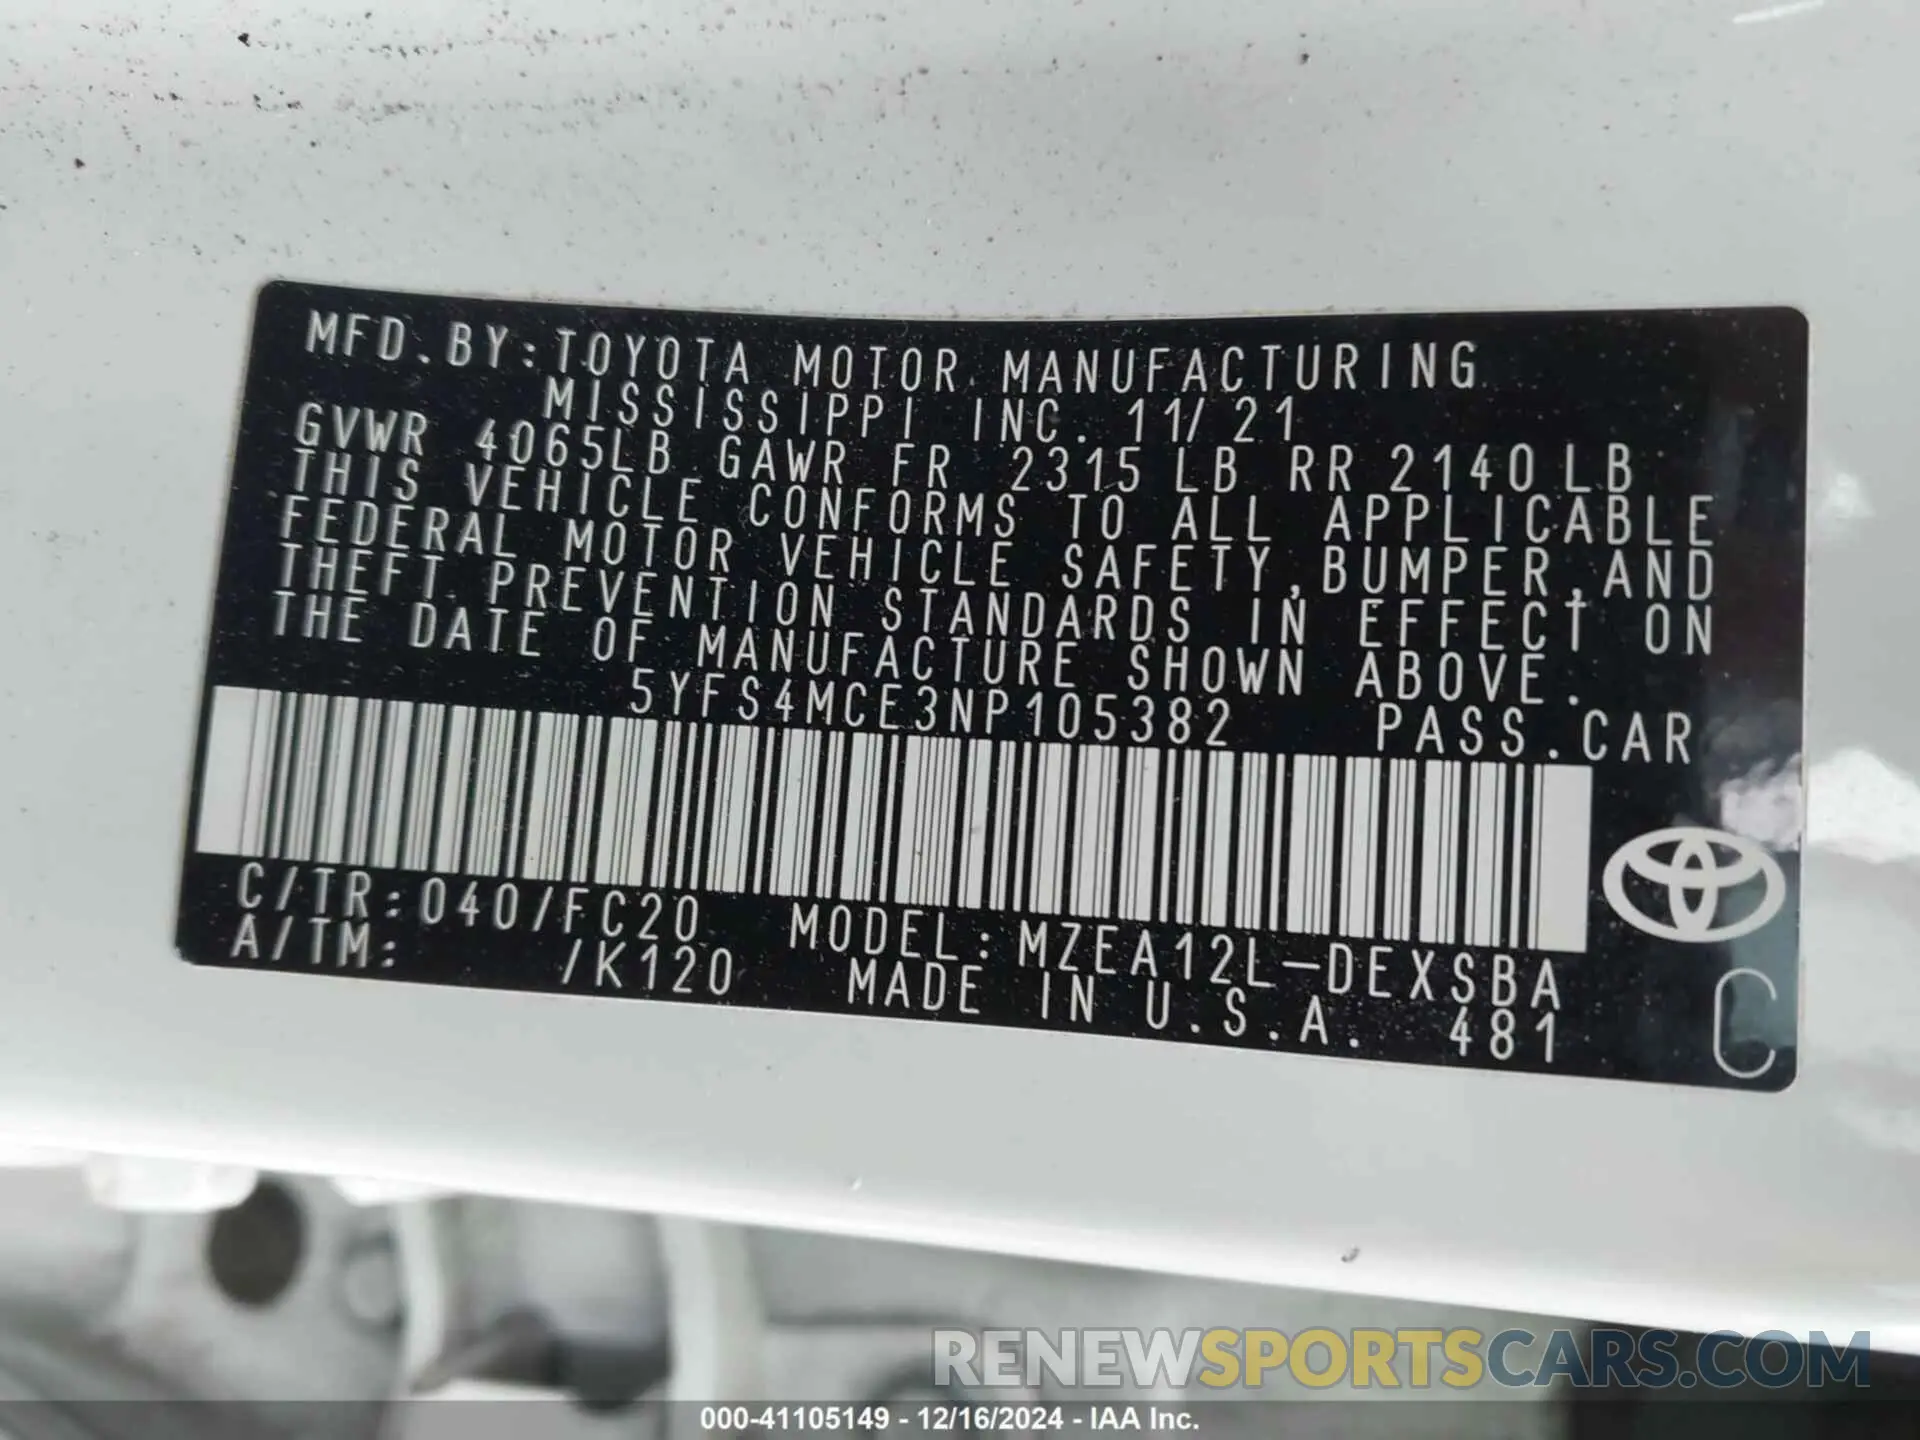 MFD.BY:TOYOTA MOTOR MANUFACTURING
MISSISSIPPI INC. 11/21
GVWR 4065LB GAWR FR 2315LB RR 2140LB
THIS VEHICLE CONFORMS TO ALL APPLICABLE
FEDERAL MOTOR VEHICLE SAFETY,BUMPER,AND
THEFT PREVENTION STANDARDS IN EFFECT ON
THE DATE OF MANUFACTURE SHOWN ABOVE.
5YFS4MCE3NP105382 PASS.CAR
C/TR:040/FC20 MODEL:MZEA12L-DEXSBA
A/TM: /K120 MADE IN U.S.A. 481
C
RENEWSPORTSCARS.COM
000-41105149 - 12/16/2024 - IAA Inc.